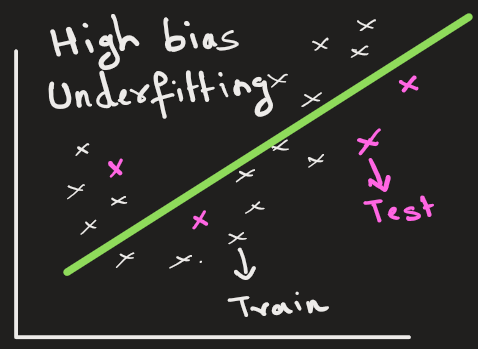 High bias
Underfitting
Test
Train